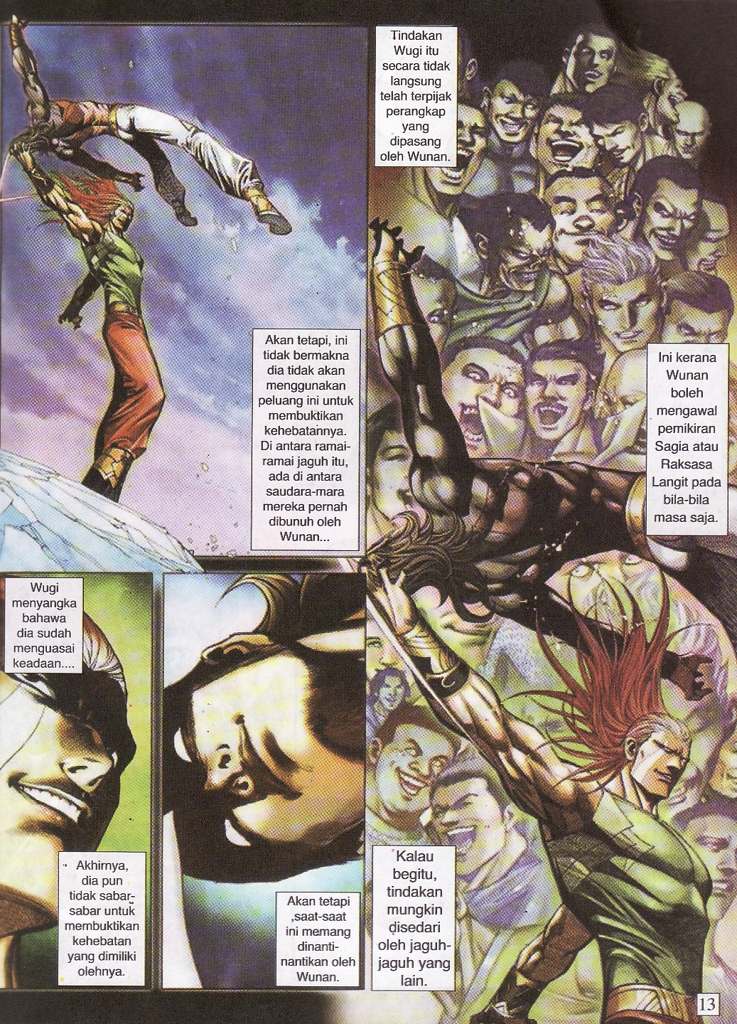 Akan tetapi, ini
tidak bermakna
dia tidak akan
menggunakan
peluang ini untuk
membuktikan
kehebatannya.
Di antara ramai-
ramai jaguh itu,
ada di antara
saudara-mara
mereka pernah
dibunuh oleh
Wunan...
Wugi
menyangka
bahawa
dia sudah
menguasai
keadaan....
Akhirnya,
dia pun
tidak sabar-
sabar untuk
membuktikan
kehebatan
yang dimiliki
olehnya.
Akan tetapi
,saat-saat
ini memang
dinanti-
nantikan oleh
Wunan.
Tindakan
Wugi itu
secara tidak
langsung
telah terpijak
perangkap
yang
dipasang
oleh Wunan.
Ini kerana
Wunan
boleh
mengawal
pemikiran
Sagia atau
Raksasa
Langit pada
bila-bila
masa saja.
Kalau
begitu,
tindakan
mungkin
disedari
oleh jaguh-
jaguh yang
lain.
13